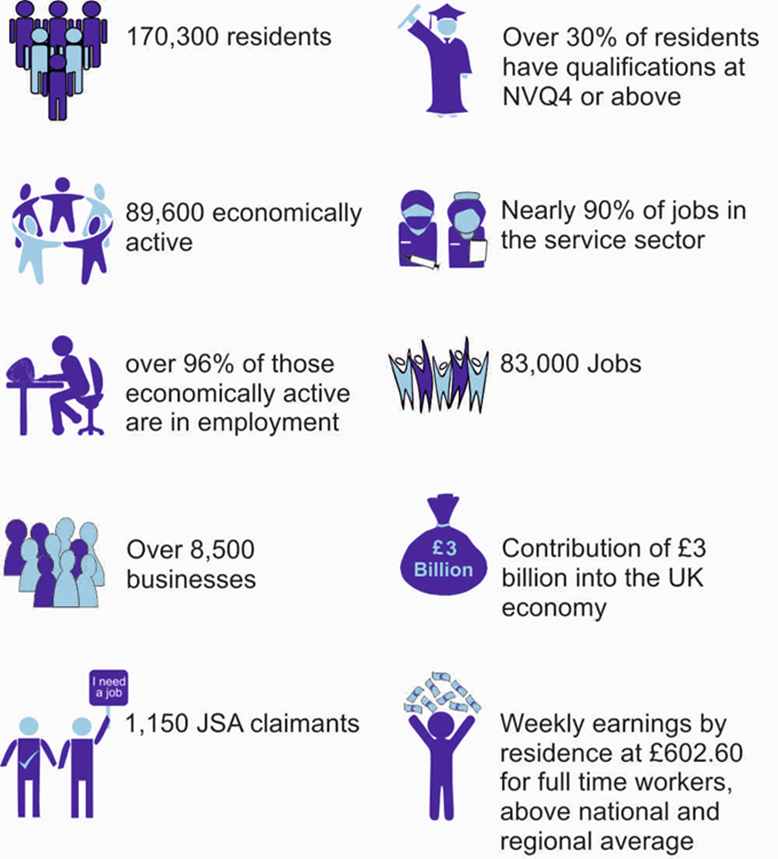 170,300 residents
Over 30% of residents
have qualifications at
NVQ4 or above
89,600 economically
active
Nearly 90% of jobs in
the service sector
over 96% of those
economically active
are in employment
83,000 Jobs
Over 8,500
businesses
£3
Billion
Contribution of £3
billion into the UK
economy
I need
a job
1,150 JSA claimants
Weekly earnings by
residence at £602.60
for full time workers,
above national and
regional average